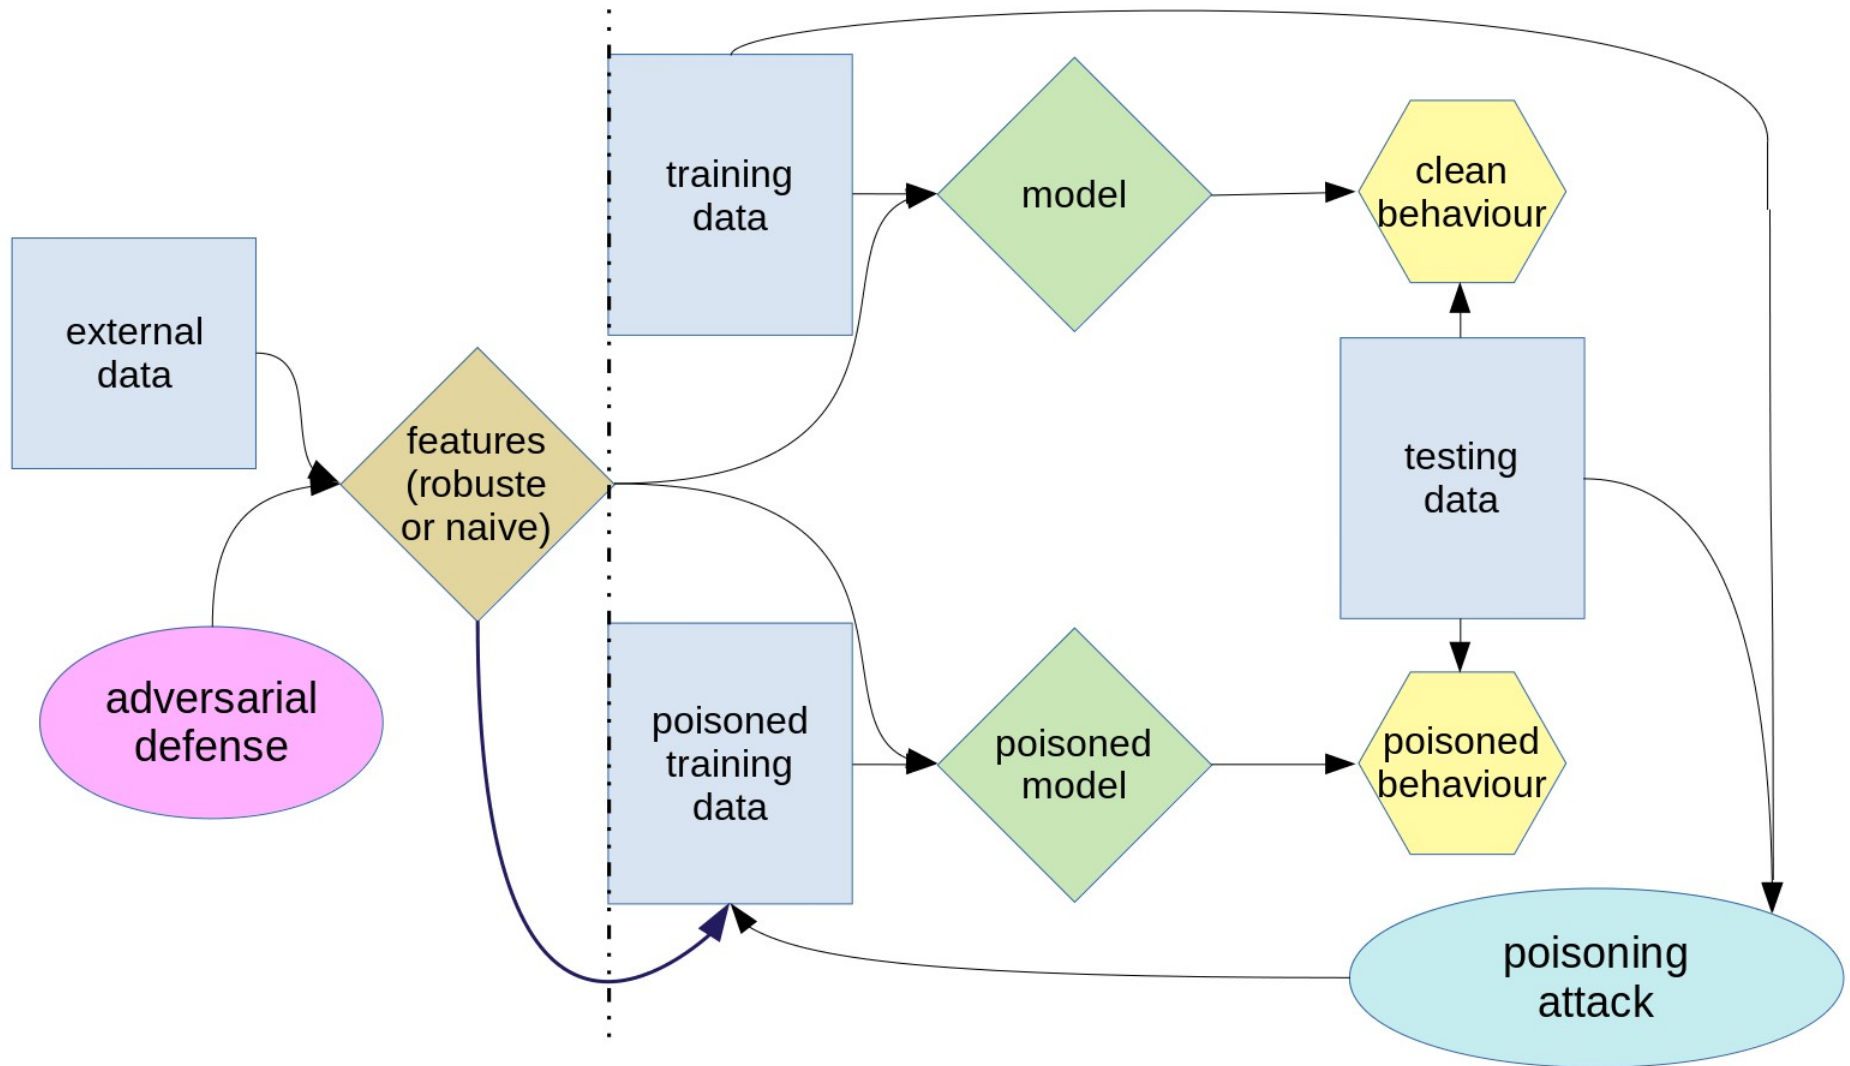 external
data
adversarial
defense
features
(robuste
or naive)
training
data
model
clean
behaviour
testing
data
poisoned
training
data
poisoned
model
poisoned
behaviour
poisoning
attack